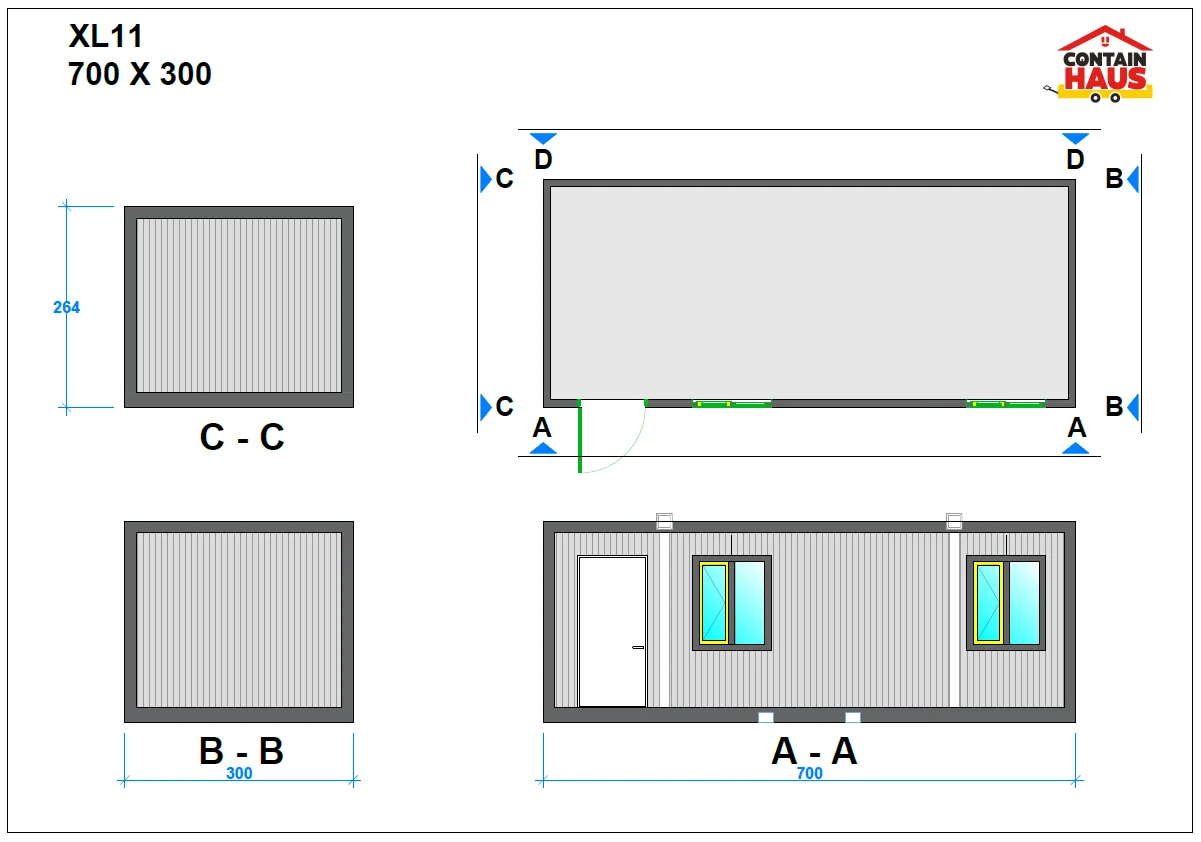 XL11
700 X 300
CONTAIN
HAUS
D
D
C
B
264
C
B
A
A
C - C
B - B
300
A - A
700